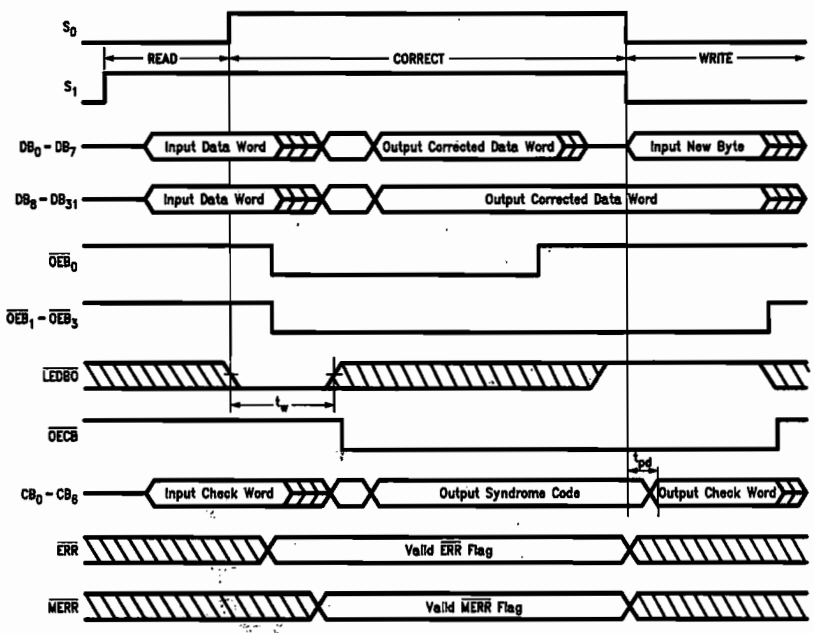 S0
READ CORRECT WRITE
S1
DB0 – DB7 Input Data Word Output Corrected Data Word Input New Byte
DB8 – DB31 Input Data Word Output Corrected Data Word
OEB0
OEB1 – OEB3
LEDBO
tw
OECB
tpd
CB0 – CB6 Input Check Word Output Syndrome Code Output Check Word
ERR Valid ERR Flag
MERR Valid MERR Flag